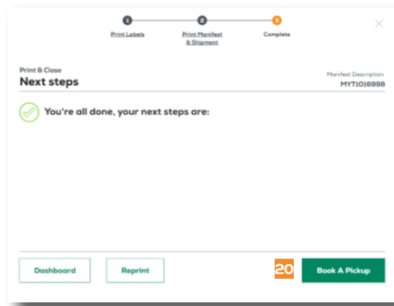 1
2
3
Print Labels
Print Manifest
& Shipment
Complete
Print & Close
Next steps
Manifest Description
MYT1016998
You're all done, your next steps are:
Dashboard
Reprint
20
Book A Pickup